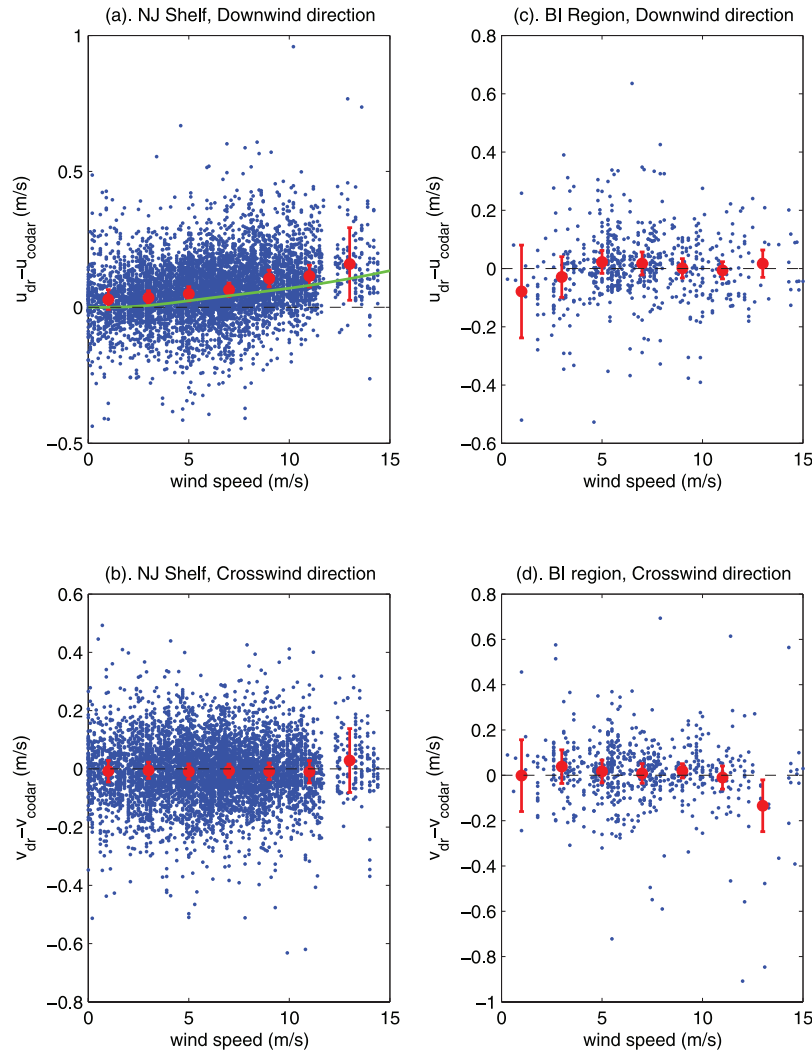 (a). NJ Shelf, Downwind direction
1
0.5
0
−0.5
u_dr−u_codar (m/s)
0 5 10 15
wind speed (m/s)
(c). BI Region, Downwind direction
0.8
0.6
0.4
0.2
0
−0.2
−0.4
−0.6
u_dr−u_codar (m/s)
0 5 10 15
wind speed (m/s)
(b). NJ Shelf, Crosswind direction
0.6
0.4
0.2
0
−0.2
−0.4
−0.6
−0.8
v_dr−v_codar (m/s)
0 5 10 15
wind speed (m/s)
(d). BI region, Crosswind direction
0.8
0.6
0.4
0.2
0
−0.2
−0.4
−0.6
−0.8
−1
v_dr−v_codar (m/s)
0 5 10 15
wind speed (m/s)